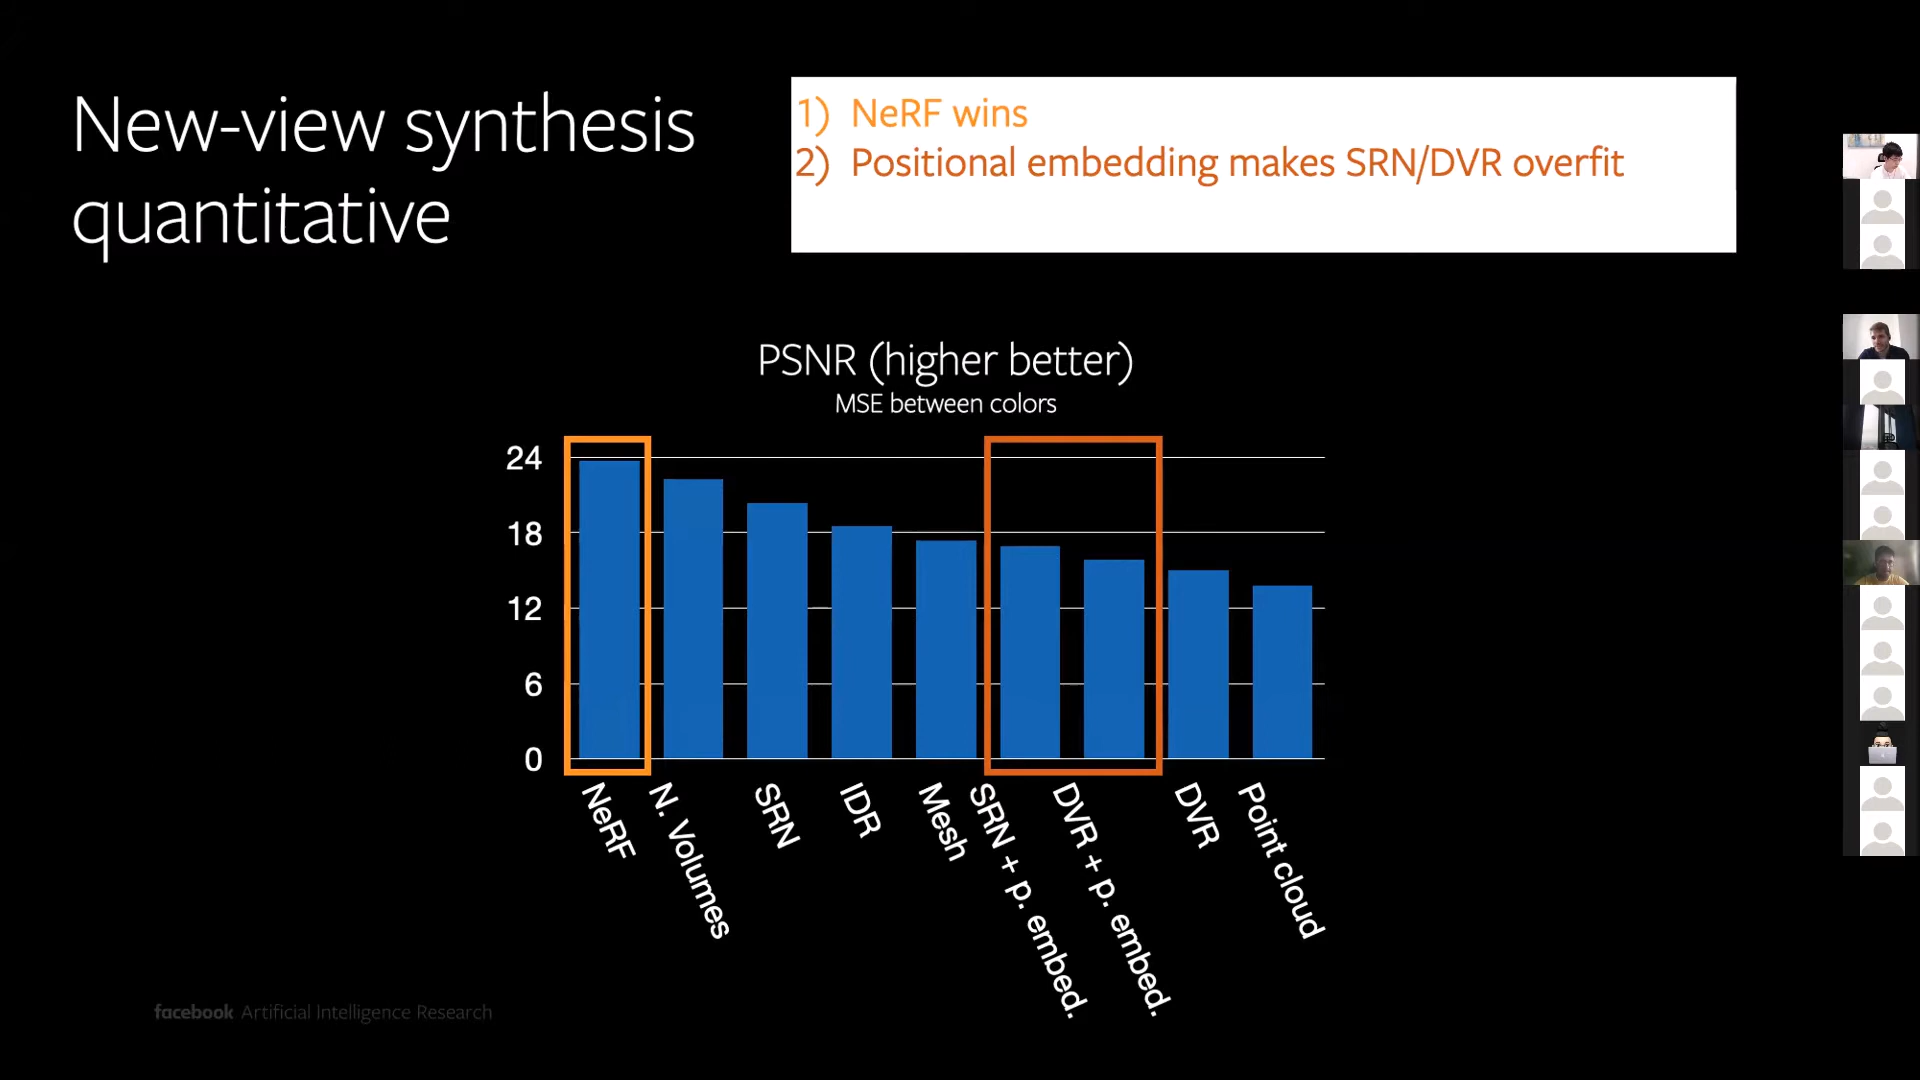 New-view synthesis
quantitative
1) NeRF wins
2) Positional embedding makes SRN/DVR overfit
PSNR (higher better)
MSE between colors
24
18
12
6
0
NeRF
N. Volumes
SRN
IDR
Mesh
SRN + p. embed.
DVR + p. embed.
DVR
Point cloud
facebook Artificial Intelligence Research